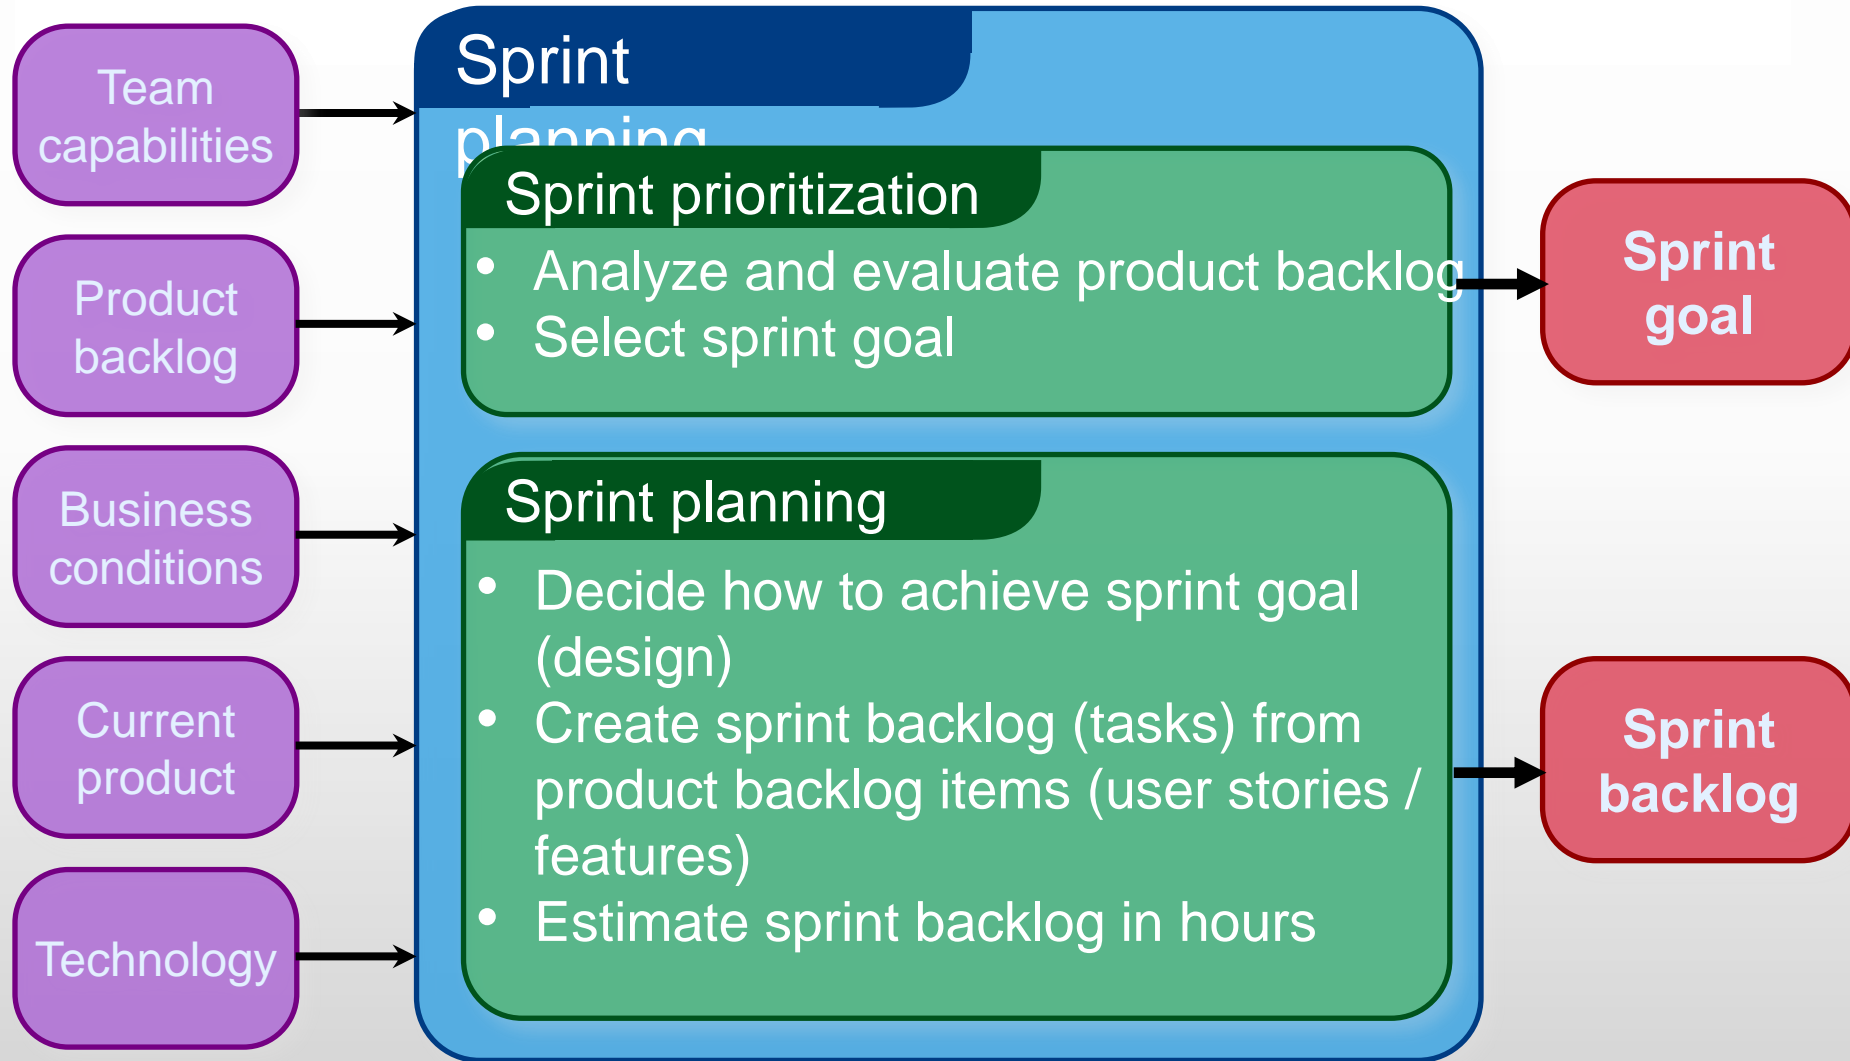 Team
capabilities
Product
backlog
Business
conditions
Current
product
Technology
Sprint
planning
Sprint prioritization
• Analyze and evaluate product backlog
• Select sprint goal
Sprint planning
• Decide how to achieve sprint goal
(design)
• Create sprint backlog (tasks) from
product backlog items (user stories /
features)
• Estimate sprint backlog in hours
Sprint
goal
Sprint
backlog